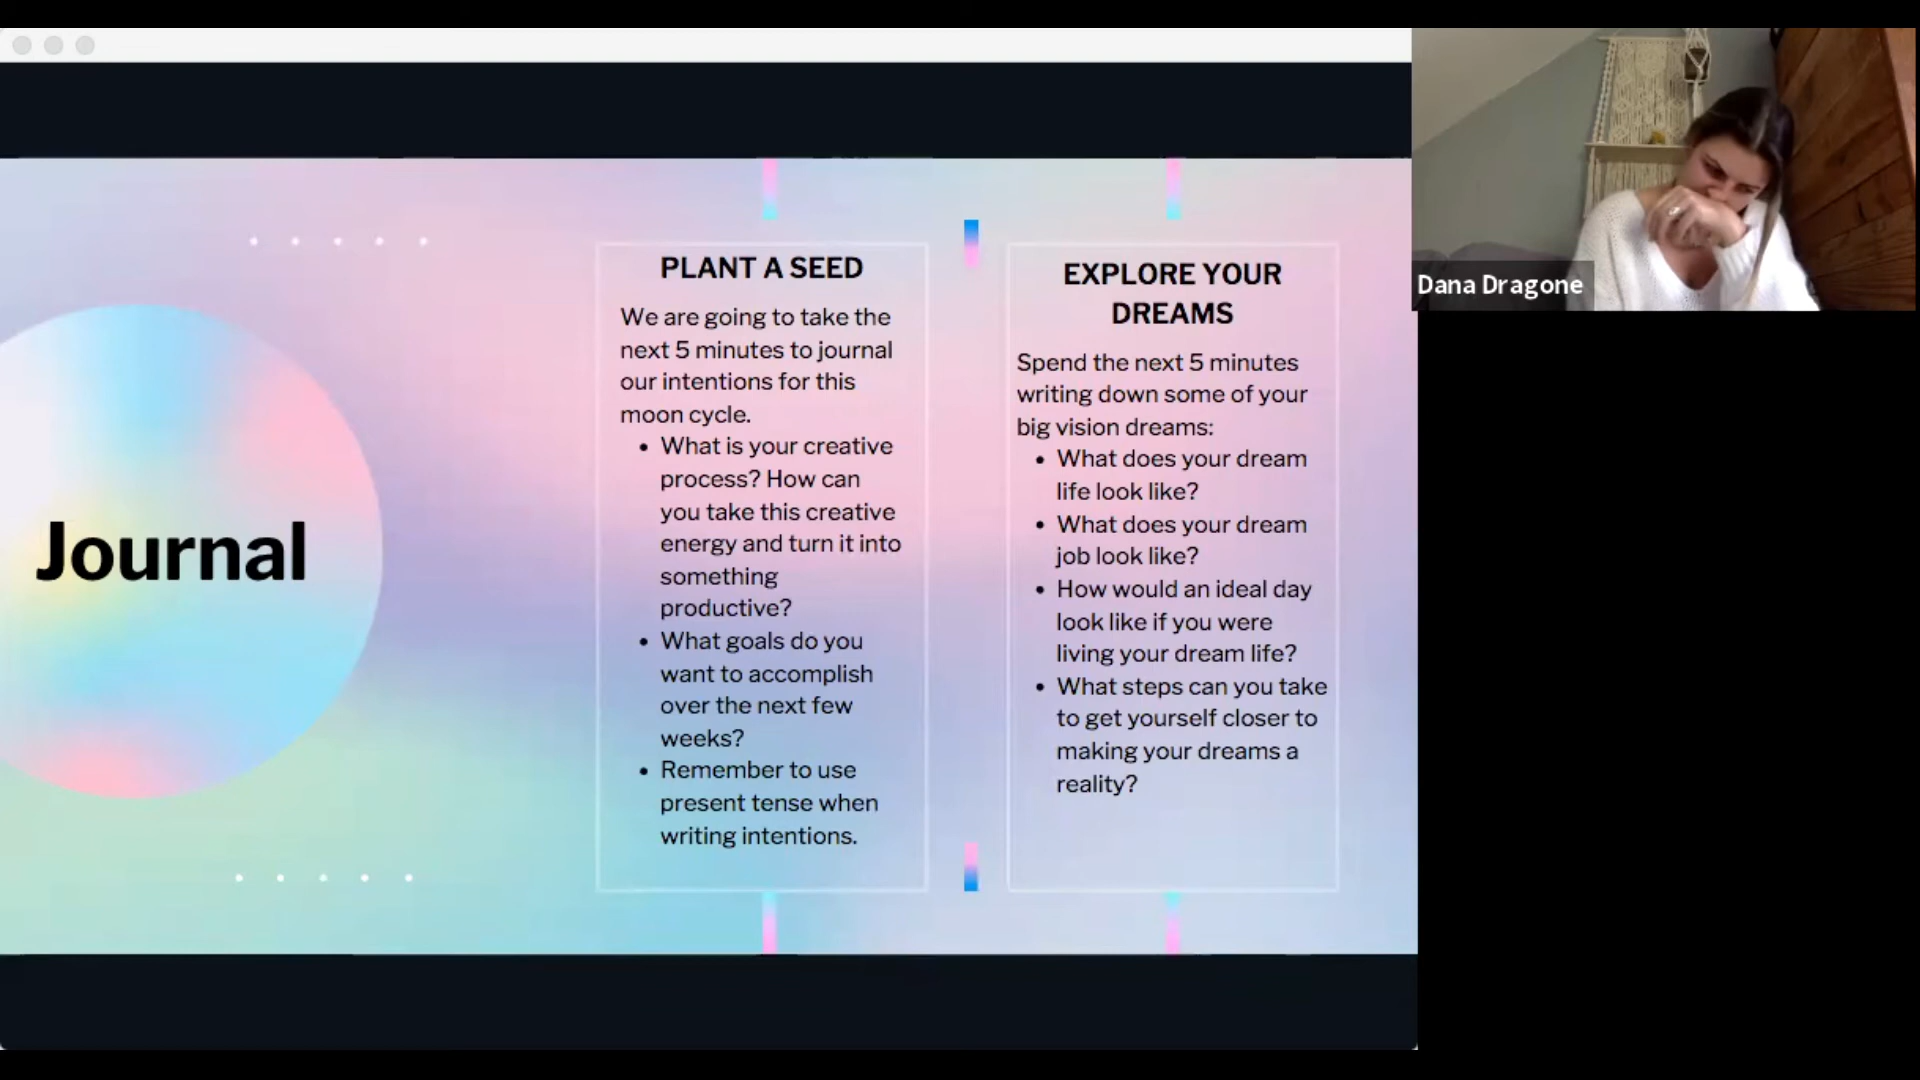 Journal
PLANT A SEED
We are going to take the
next 5 minutes to journal
our intentions for this
moon cycle.
• What is your creative
process? How can
you take this creative
energy and turn it into
something
productive?
• What goals do you
want to accomplish
over the next few
weeks?
• Remember to use
present tense when
writing intentions.
EXPLORE YOUR
DREAMS
Spend the next 5 minutes
writing down some of your
big vision dreams:
• What does your dream
life look like?
• What does your dream
job look like?
• How would an ideal day
look like if you were
living your dream life?
• What steps can you take
to get yourself closer to
making your dreams a
reality?
Dana Dragone